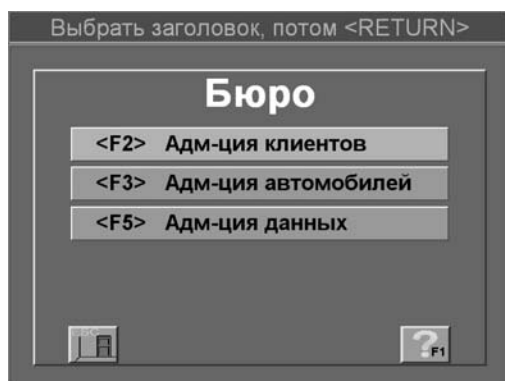 Выбрать заголовок, потом <RETURN>
Бюро
<F2> Адм-ция клиентов
<F3> Адм-ция автомобилей
<F5> Адм-ция данных
?F1